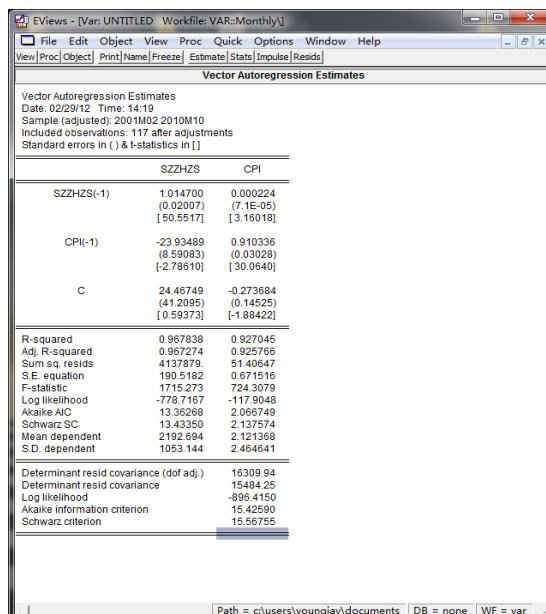 EViews - [Var: UNTITLED Workfile: VAR::Monthly\]
File Edit Object View Proc Quick Options Window Help
View Proc Object Print Name Freeze Estimate Stats Impulse Resids
Vector Autoregression Estimates
Vector Autoregression Estimates
Date: 02/29/12 Time: 14:19
Sample (adjusted): 2001M02 2010M10
Included observations: 117 after adjustments
Standard errors in ( ) & t-statistics in [ ]
SZZHZS CPI
SZZHZS(-1) 1.014700 0.000224
(0.02007) (7.1E-05)
[ 50.5517] [ 3.16018]
CPI(-1) -23.93489 0.910336
(8.59083) (0.03028)
[-2.78610] [ 30.0640]
C 24.46749 -0.273684
(41.2095) (0.14525)
[ 0.59373] [-1.88422]
R-squared 0.967838 0.927045
Adj. R-squared 0.967274 0.925766
Sum sq. resids 4137879. 51.40647
S.E. equation 190.5182 0.671516
F-statistic 1715.273 724.3079
Log likelihood -778.7167 -117.9048
Akaike AIC 13.36268 2.066749
Schwarz SC 13.43350 2.137574
Mean dependent 2192.694 2.121368
S.D. dependent 1053.144 2.464641
Determinant resid covariance (dof adj.) 16309.94
Determinant resid covariance 15484.25
Log likelihood -896.4150
Akaike information criterion 15.42590
Schwarz criterion 15.56755
Path = c:\users\youngjay\documents DB = none WF = var